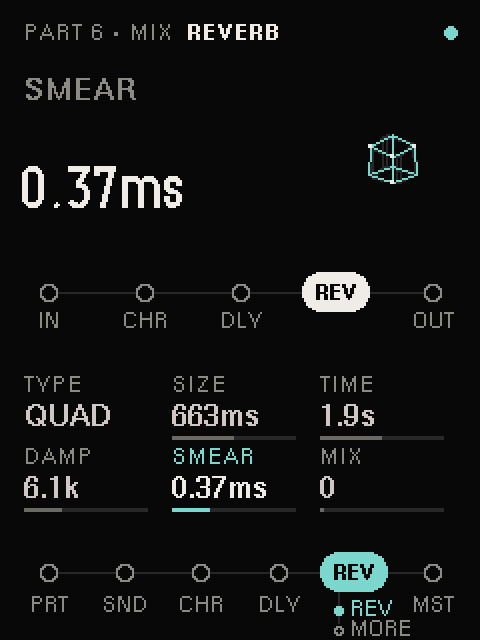 PART 6 · MIX REVERB
SMEAR
0.37ms
REV
IN CHR DLY OUT
TYPE SIZE TIME
QUAD 663ms 1.9s
DAMP SMEAR MIX
6.1k 0.37ms 0
REV
PRT SND CHR DLY REV MST
MORE